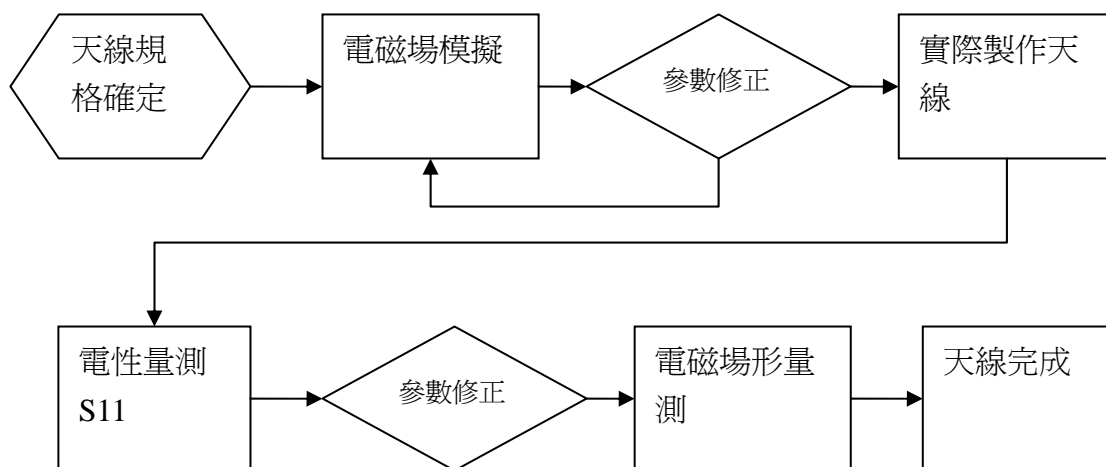 天線規
格確定
電磁場模擬
參數修正
實際製作天
線
電性量測
S11
參數修正
電磁場形量
測
天線完成